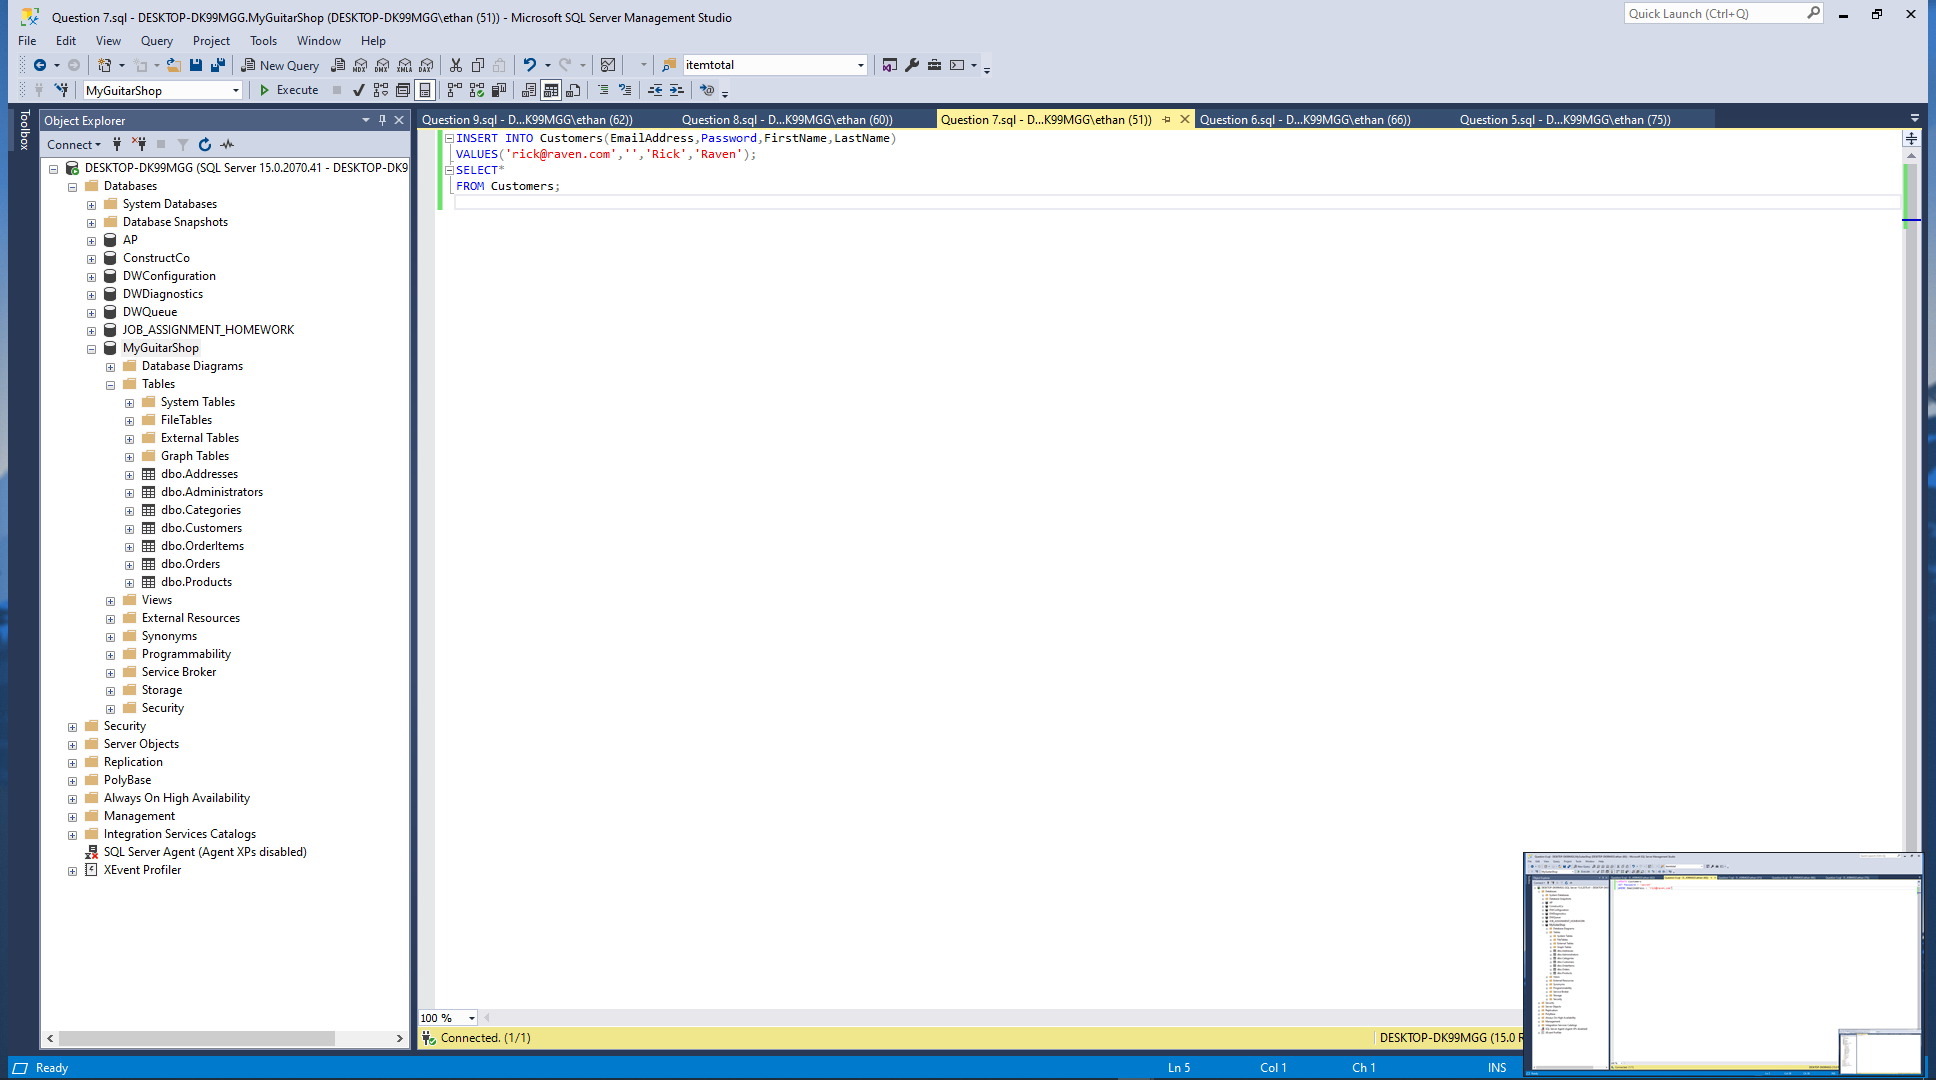 Question 7.sql - DESKTOP-DK99MGG.MyGuitarShop (DESKTOP-DK99MGG\ethan (51)) - Microsoft SQL Server Management Studio
Quick Launch (Ctrl+Q)
File Edit View Query Project Tools Window Help
New Query MDX DMX XMLA DAX itemtotal
MyGuitarShop Execute
Toolbox
Object Explorer
Question 9.sql - D...K99MGG\ethan (62)) Question 8.sql - D...K99MGG\ethan (60)) Question 7.sql - D...K99MGG\ethan (51)) Question 6.sql - D...K99MGG\ethan (66)) Question 5.sql - D...K99MGG\ethan (75))
Connect
DESKTOP-DK99MGG (SQL Server 15.0.2070.41 - DESKTOP-DK9
Databases
System Databases
Database Snapshots
AP
ConstructCo
DWConfiguration
DWDiagnostics
DWQueue
JOB_ASSIGNMENT_HOMEWORK
MyGuitarShop
Database Diagrams
Tables
System Tables
FileTables
External Tables
Graph Tables
dbo.Addresses
dbo.Administrators
dbo.Categories
dbo.Customers
dbo.OrderItems
dbo.Orders
dbo.Products
Views
External Resources
Synonyms
Programmability
Service Broker
Storage
Security
Security
Server Objects
Replication
PolyBase
Always On High Availability
Management
Integration Services Catalogs
SQL Server Agent (Agent XPs disabled)
XEvent Profiler
INSERT INTO Customers(EmailAddress,Password,FirstName,LastName)
VALUES('rick@raven.com','','Rick','Raven');
SELECT*
FROM Customers;
100 %
Connected. (1/1) DESKTOP-DK99MGG (15.0 R
Ready Ln 5 Col 1 Ch 1 INS